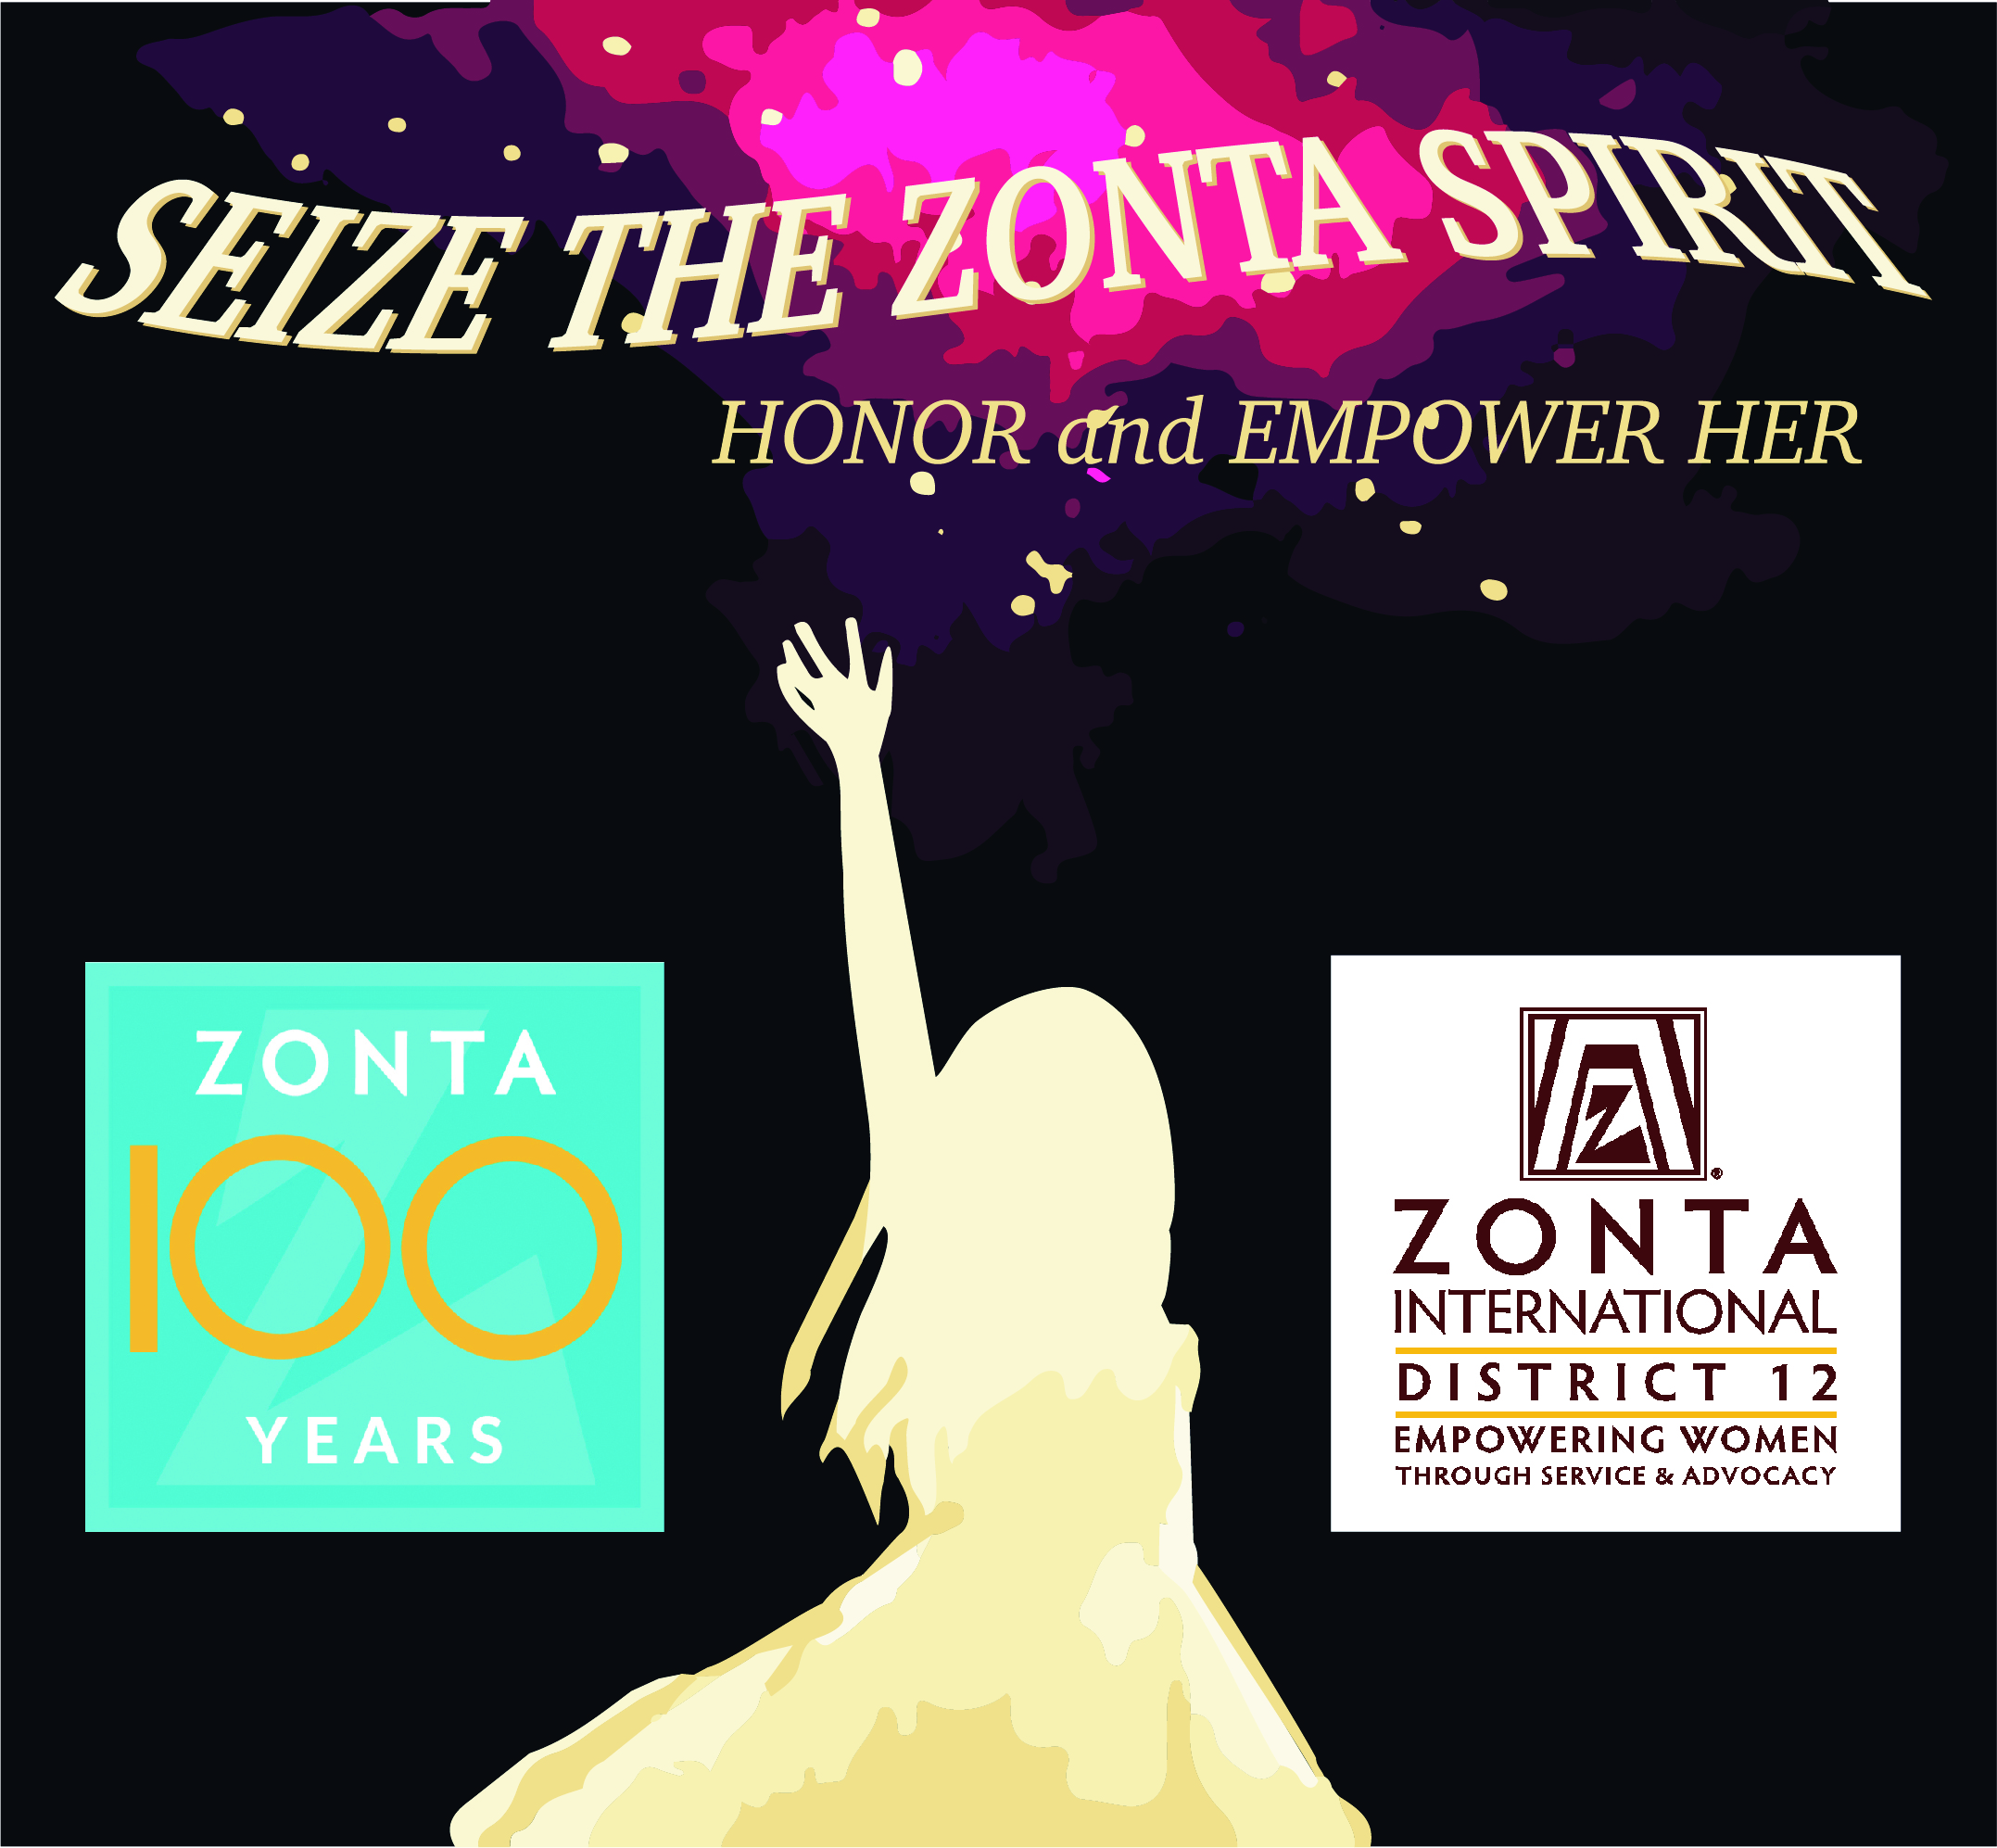 SEIZE THE ZONTA SPIRIT
HONOR and EMPOWER HER
ZONTA
100
YEARS
Z
®
ZONTA
INTERNATIONAL
DISTRICT 12
EMPOWERING WOMEN
THROUGH SERVICE & ADVOCACY